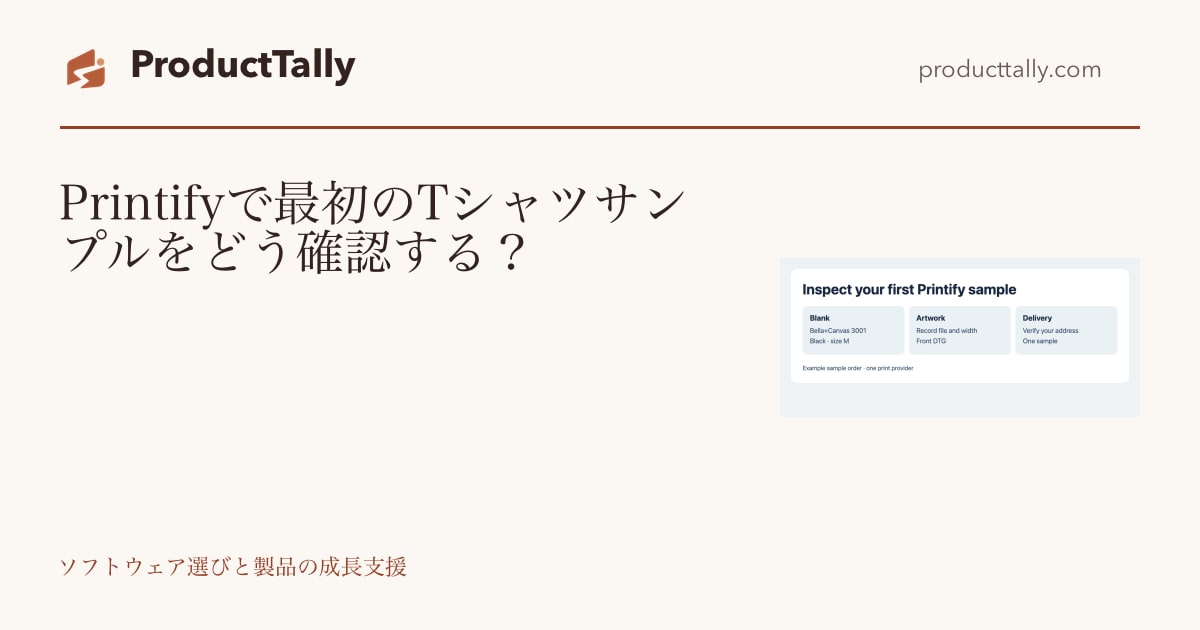 ProductTally
producttally.com
Printifyで最初のTシャツサン
プルをどう確認する？
Inspect your first Printify sample
Blank
Bella+Canvas 3001
Black · size M
Artwork
Record file and width
Front DTG
Delivery
Verify your address
One sample
Example sample order · one print provider
ソフトウェア選びと製品の成長支援